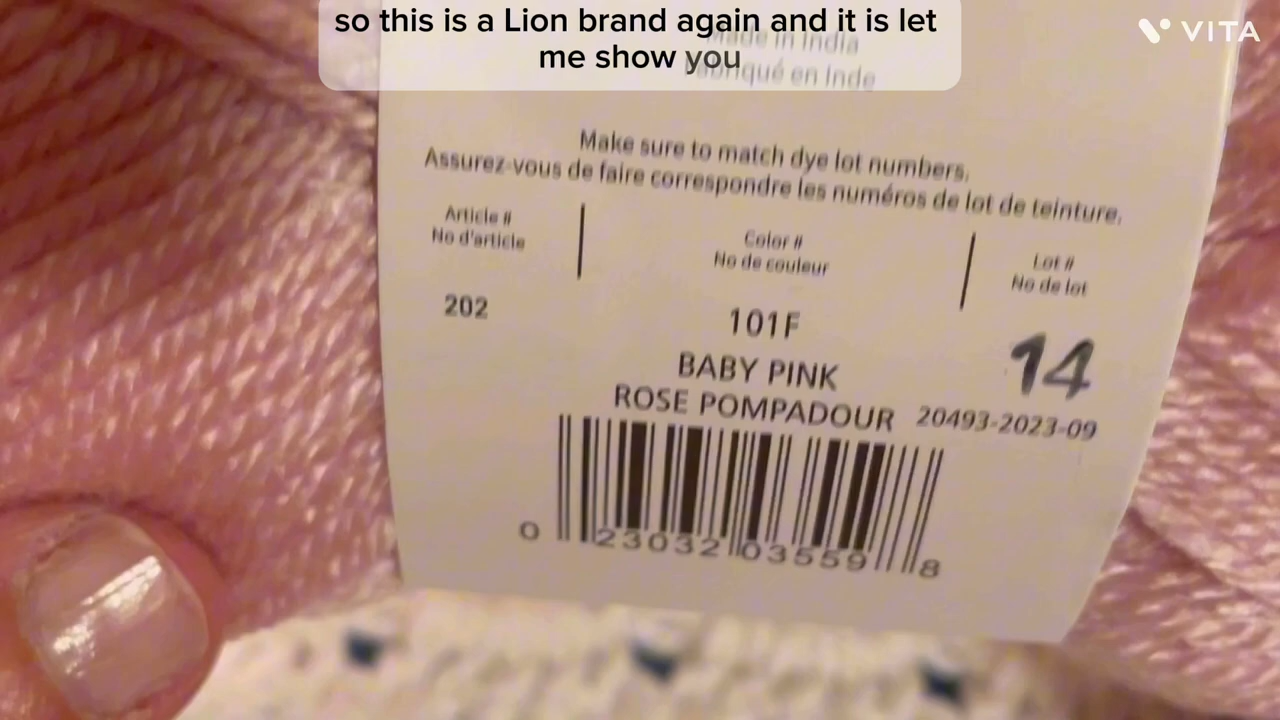 so this is a Lion brand again and it is let
me show you
VITA
Made in India
Fabriqué en Inde
Make sure to match dye lot numbers.
Assurez-vous de faire correspondre les numéros de lot de teinture.
Article #
No d'article
Color #
No de couleur
Lot #
No de lot
202
101F
BABY PINK
ROSE POMPADOUR
14
20493-2023-09
0 23032 03559 8